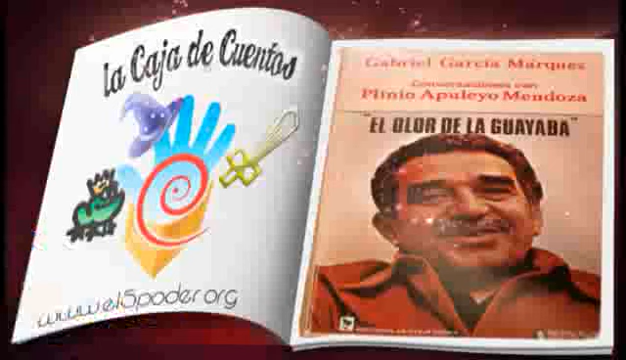 la Caja de Cuentos
www.el5poder.org
Gabriel García Márquez
Conversaciones con
Plinio Apuleyo Mendoza
"EL OLOR DE LA GUAYABA"